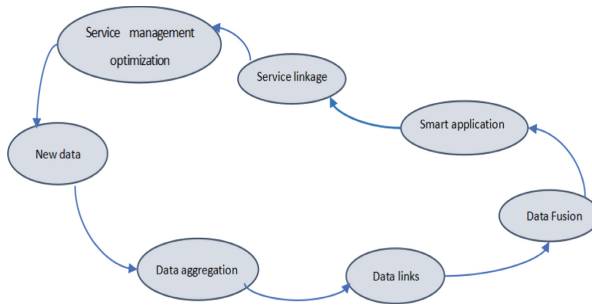 Service management
optimization
Service linkage
Smart application
New data
Data Fusion
Data aggregation
Data links